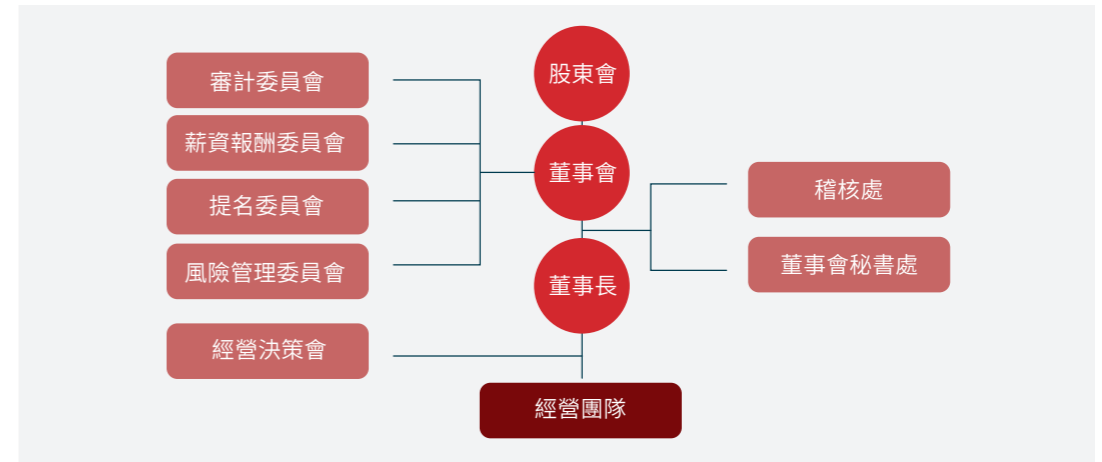 股東會
審計委員會
薪資報酬委員會
董事會
稽核處
提名委員會
風險管理委員會
董事會秘書處
董事長
經營決策會
經營團隊